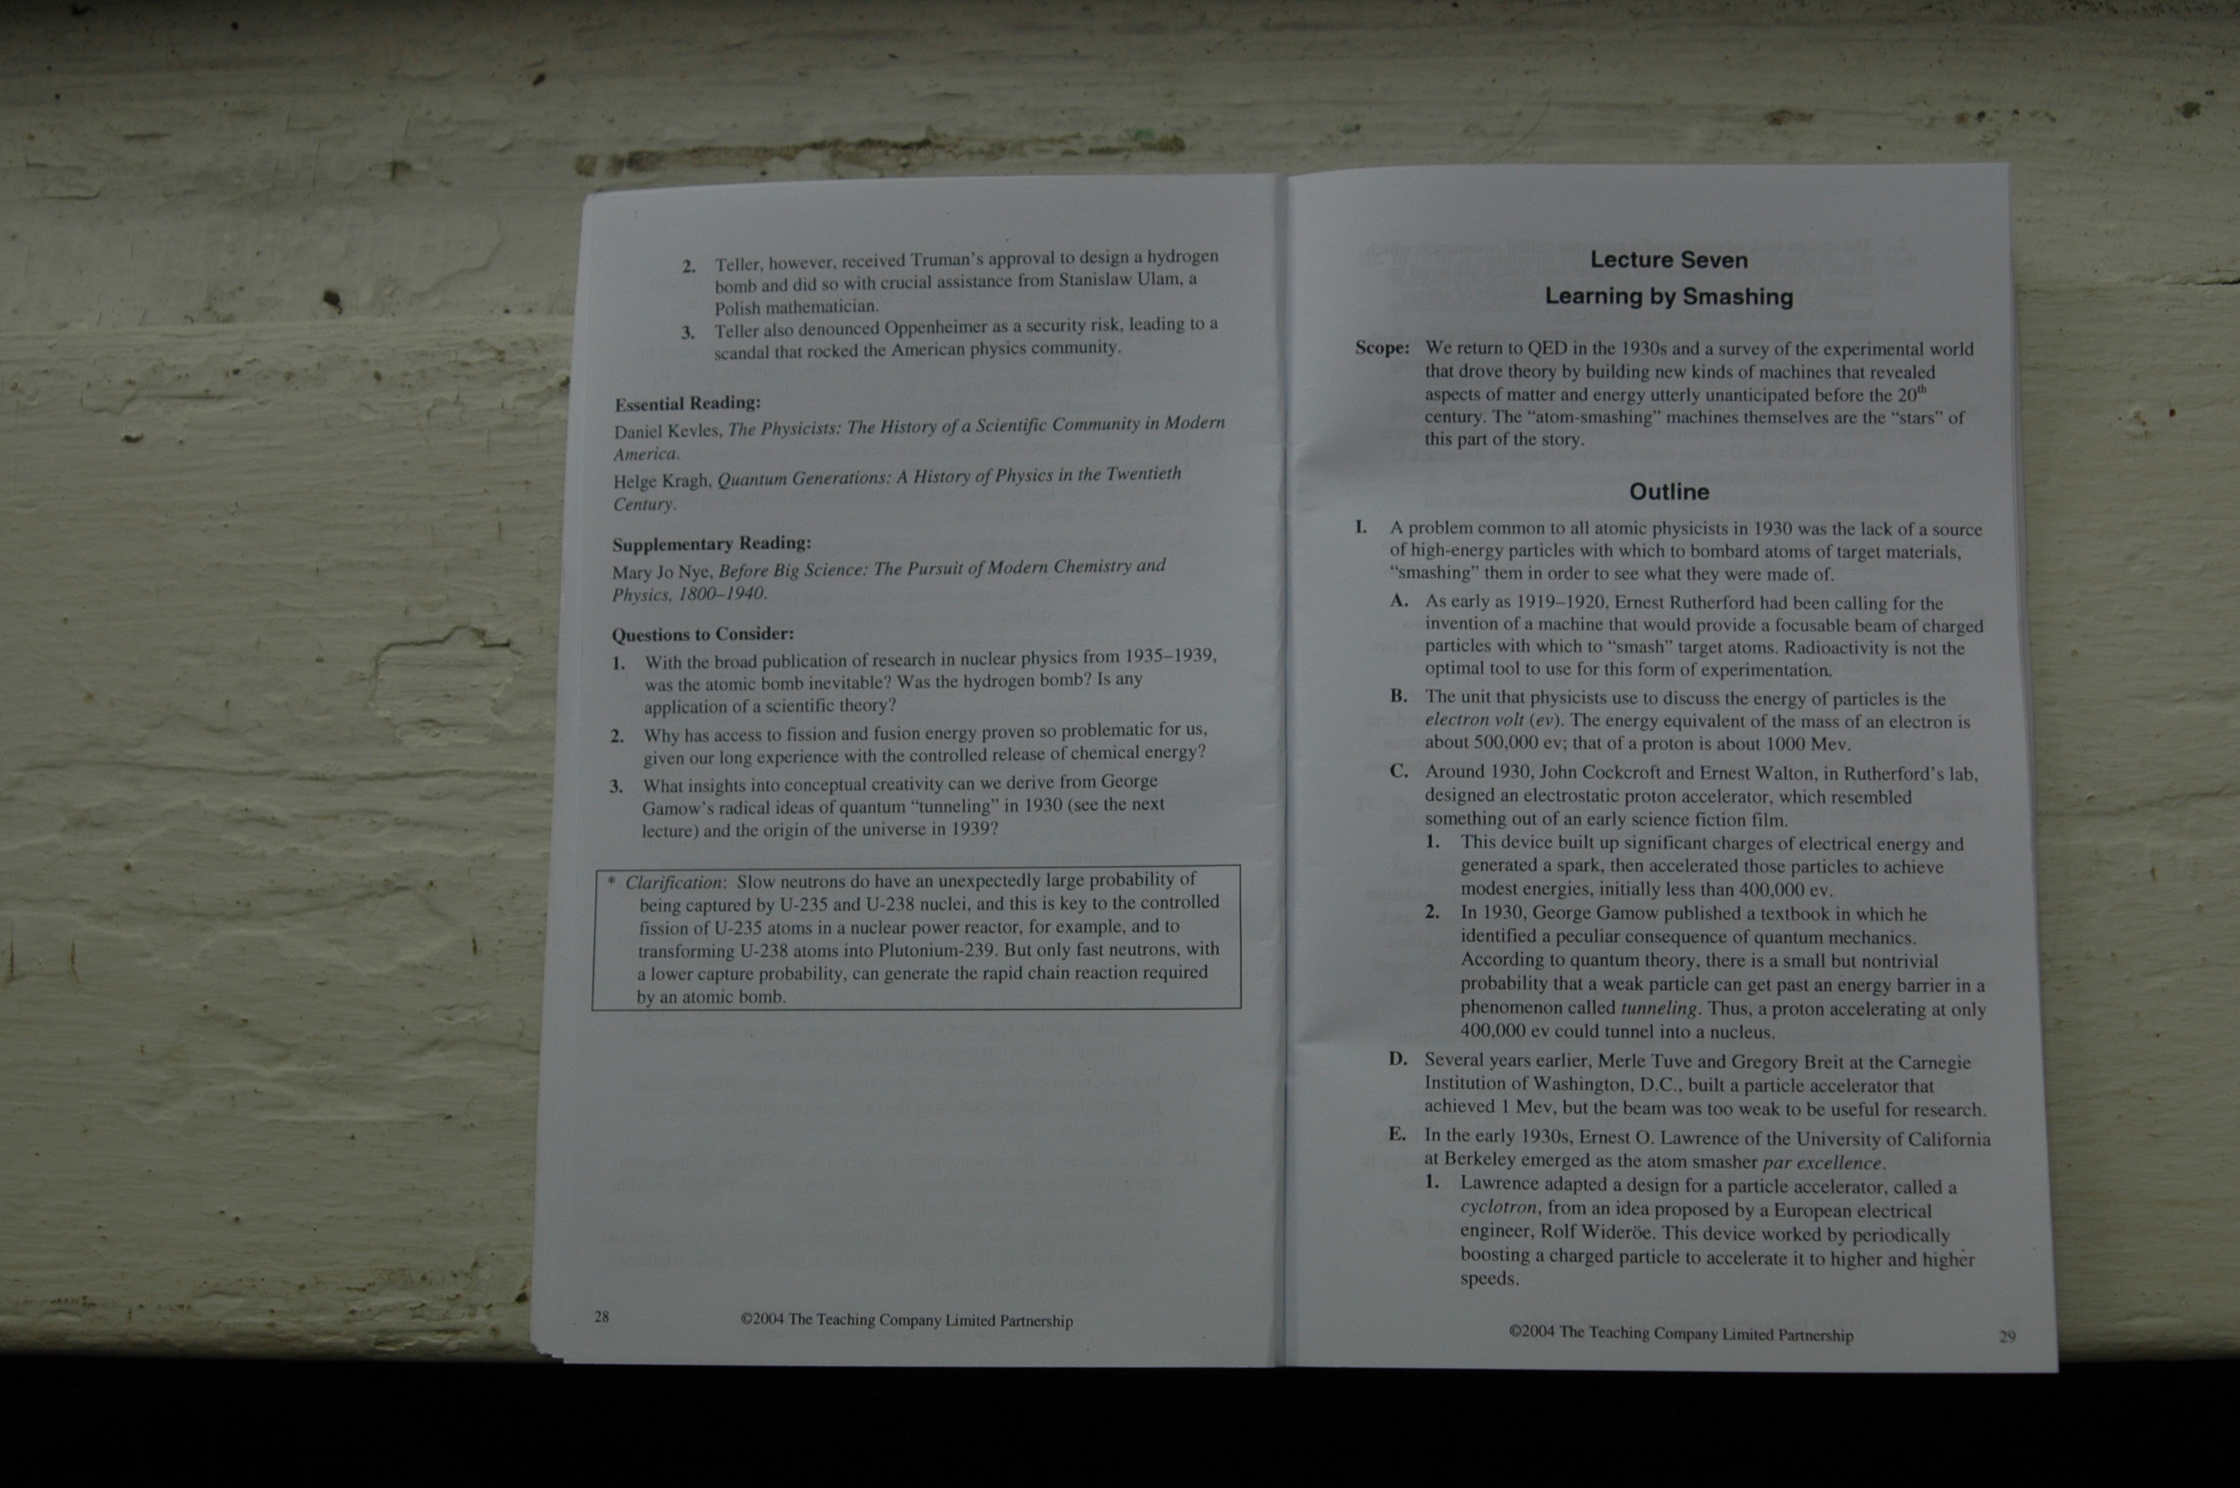 2. Teller, however, received Truman's approval to design a hydrogen
bomb and did so with crucial assistance from Stanislaw Ulam, a
Polish mathematician.
3. Teller also denounced Oppenheimer as a security risk, leading to a
scandal that rocked the American physics community.
Essential Reading:
Daniel Kevles, The Physicists: The History of a Scientific Community in Modern
America.
Helge Kragh, Quantum Generations: A History of Physics in the Twentieth
Century.
Supplementary Reading:
Mary Jo Nye, Before Big Science: The Pursuit of Modern Chemistry and
Physics, 1800–1940.
Questions to Consider:
1. With the broad publication of research in nuclear physics from 1935–1939,
was the atomic bomb inevitable? Was the hydrogen bomb? Is any
application of a scientific theory?
2. Why has access to fission and fusion energy proven so problematic for us,
given our long experience with the controlled release of chemical energy?
3. What insights into conceptual creativity can we derive from George
Gamow's radical ideas of quantum “tunneling” in 1930 (see the next
lecture) and the origin of the universe in 1939?
* Clarification: Slow neutrons do have an unexpectedly large probability of
being captured by U-235 and U-238 nuclei, and this is key to the controlled
fission of U-235 atoms in a nuclear power reactor, for example, and to
transforming U-238 atoms into Plutonium-239. But only fast neutrons, with
a lower capture probability, can generate the rapid chain reaction required
by an atomic bomb.
28 ©2004 The Teaching Company Limited Partnership
Lecture Seven
Learning by Smashing
Scope: We return to QED in the 1930s and a survey of the experimental world
that drove theory by building new kinds of machines that revealed
aspects of matter and energy utterly unanticipated before the 20th
century. The “atom-smashing” machines themselves are the “stars” of
this part of the story.
Outline
I. A problem common to all atomic physicists in 1930 was the lack of a source
of high-energy particles with which to bombard atoms of target materials,
“smashing” them in order to see what they were made of.
A. As early as 1919–1920, Ernest Rutherford had been calling for the
invention of a machine that would provide a focusable beam of charged
particles with which to “smash” target atoms. Radioactivity is not the
optimal tool to use for this form of experimentation.
B. The unit that physicists use to discuss the energy of particles is the
electron volt (ev). The energy equivalent of the mass of an electron is
about 500,000 ev; that of a proton is about 1000 Mev.
C. Around 1930, John Cockcroft and Ernest Walton, in Rutherford's lab,
designed an electrostatic proton accelerator, which resembled
something out of an early science fiction film.
1. This device built up significant charges of electrical energy and
generated a spark, then accelerated those particles to achieve
modest energies, initially less than 400,000 ev.
2. In 1930, George Gamow published a textbook in which he
identified a peculiar consequence of quantum mechanics.
According to quantum theory, there is a small but nontrivial
probability that a weak particle can get past an energy barrier in a
phenomenon called tunneling. Thus, a proton accelerating at only
400,000 ev could tunnel into a nucleus.
D. Several years earlier, Merle Tuve and Gregory Breit at the Carnegie
Institution of Washington, D.C., built a particle accelerator that
achieved 1 Mev, but the beam was too weak to be useful for research.
E. In the early 1930s, Ernest O. Lawrence of the University of California
at Berkeley emerged as the atom smasher par excellence.
1. Lawrence adapted a design for a particle accelerator, called a
cyclotron, from an idea proposed by a European electrical
engineer, Rolf Wideröe. This device worked by periodically
boosting a charged particle to accelerate it to higher and higher
speeds.
©2004 The Teaching Company Limited Partnership 29